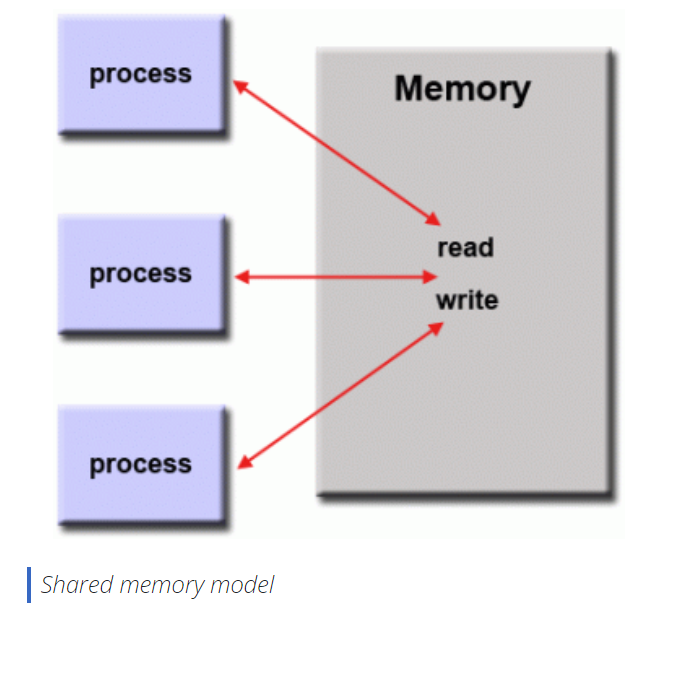 process
Memory
read
process
write
process
Shared memory model